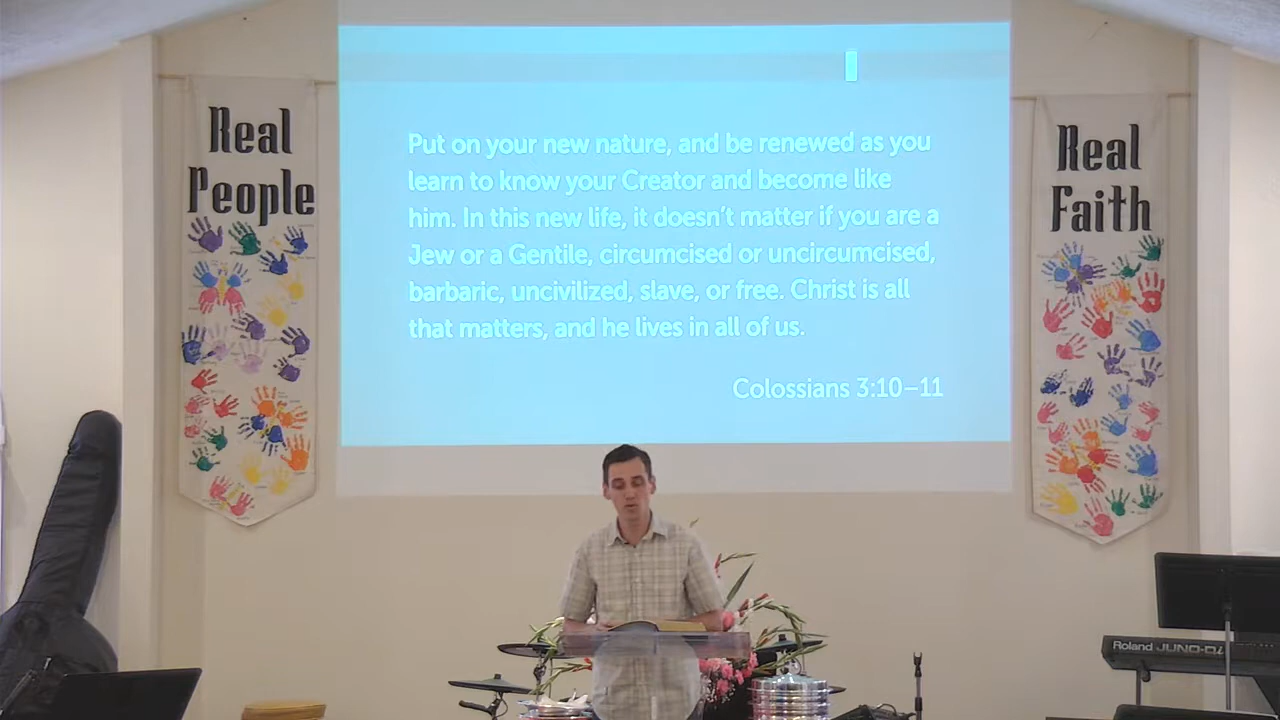 Real
People
Put on your new nature, and be renewed as you
learn to know your Creator and become like
him. In this new life, it doesn't matter if you are a
Jew or a Gentile, circumcised or uncircumcised,
barbaric, uncivilized, slave, or free. Christ is all
that matters, and he lives in all of us.
Colossians 3:10–11
Real
Faith
Roland JUNO-Di